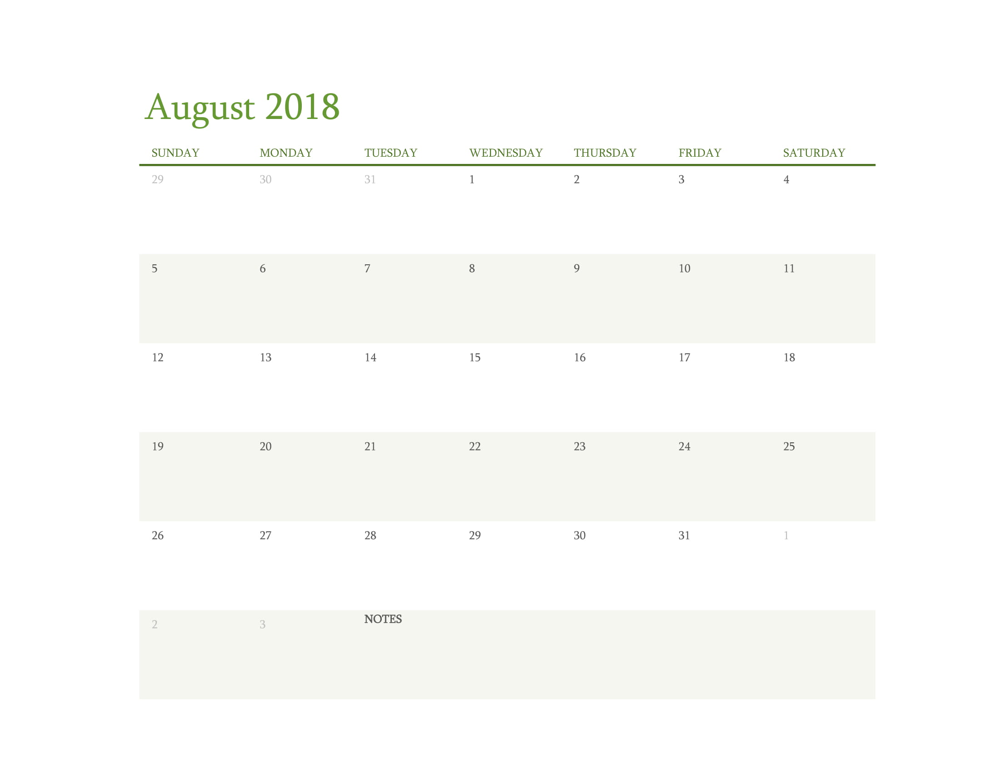 August 2018
SUNDAY MONDAY TUESDAY WEDNESDAY THURSDAY FRIDAY SATURDAY
29 30 31 1 2 3 4
5 6 7 8 9 10 11
12 13 14 15 16 17 18
19 20 21 22 23 24 25
26 27 28 29 30 31 1
2 3 NOTES